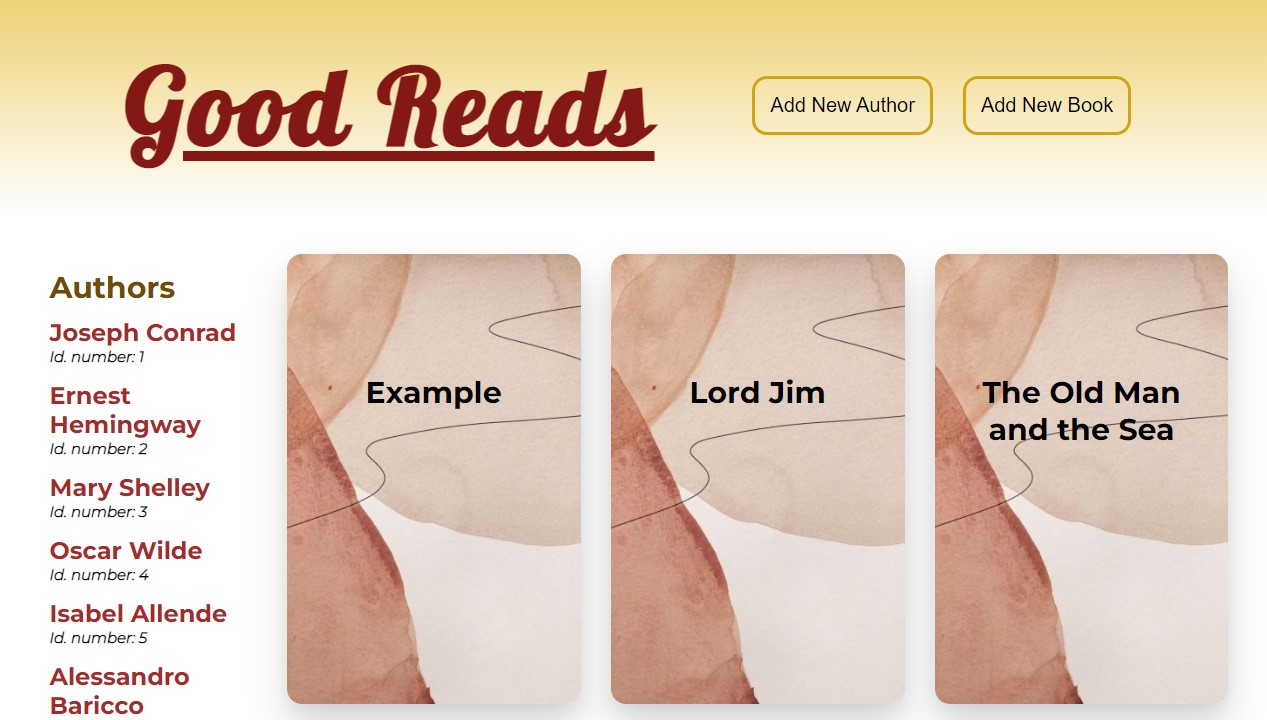 Good Reads
Add New Author
Add New Book
Authors
Joseph Conrad
Id. number: 1
Ernest
Hemingway
Id. number: 2
Mary Shelley
Id. number: 3
Oscar Wilde
Id. number: 4
Isabel Allende
Id. number: 5
Alessandro
Baricco
Example
Lord Jim
The Old Man
and the Sea